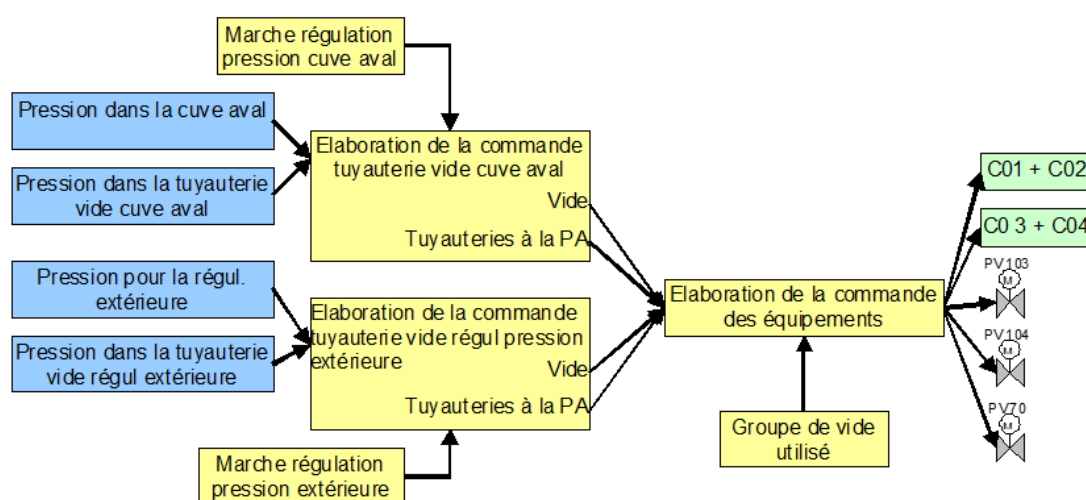 Marche régulation
pression cuve aval
Pression dans la cuve aval
Pression dans la tuyauterie
vide cuve aval
Elaboration de la commande
tuyauterie vide cuve aval
Vide
Tuyauteries à la PA
Pression pour la régul.
extérieure
Pression dans la tuyauterie
vide régul extérieure
Elaboration de la commande
tuyauterie vide régul pression
extérieure
Vide
Tuyauteries à la PA
Marche régulation
pression extérieure
Elaboration de la commande
des équipements
Groupe de vide
utilisé
C01 + C02
C0 3 + C04
PV103
M
PV104
M
PV70
M